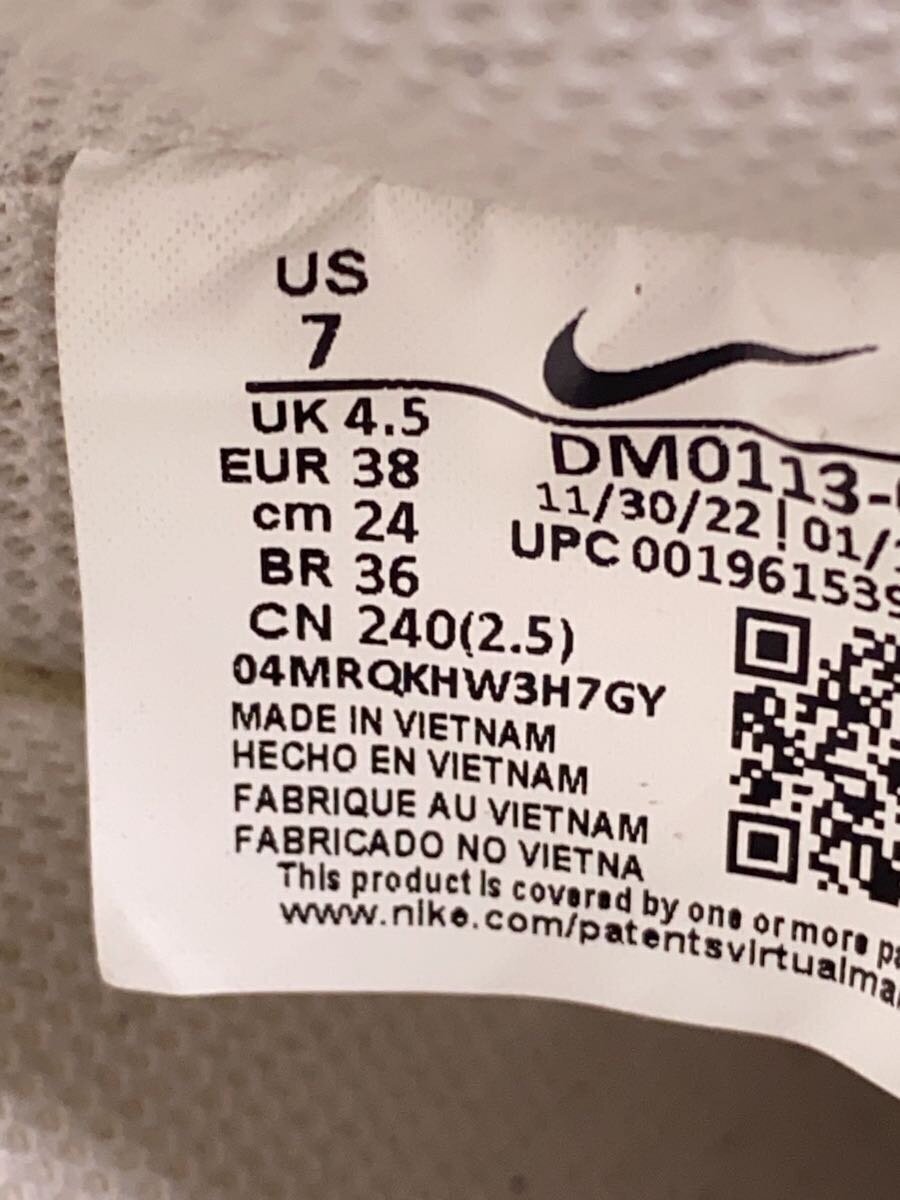 US
7
UK 4.5
EUR 38
cm 24
BR 36
CN 240(2.5)
04MRQKHW3H7GY
MADE IN VIETNAM
HECHO EN VIETNAM
FABRIQUE AU VIETNAM
FABRICADO NO VIETNA
This product is covered by one or more
www.nike.com/patentsvirtualma
DM0113-
11/30/22 | 01/
UPC 001961539